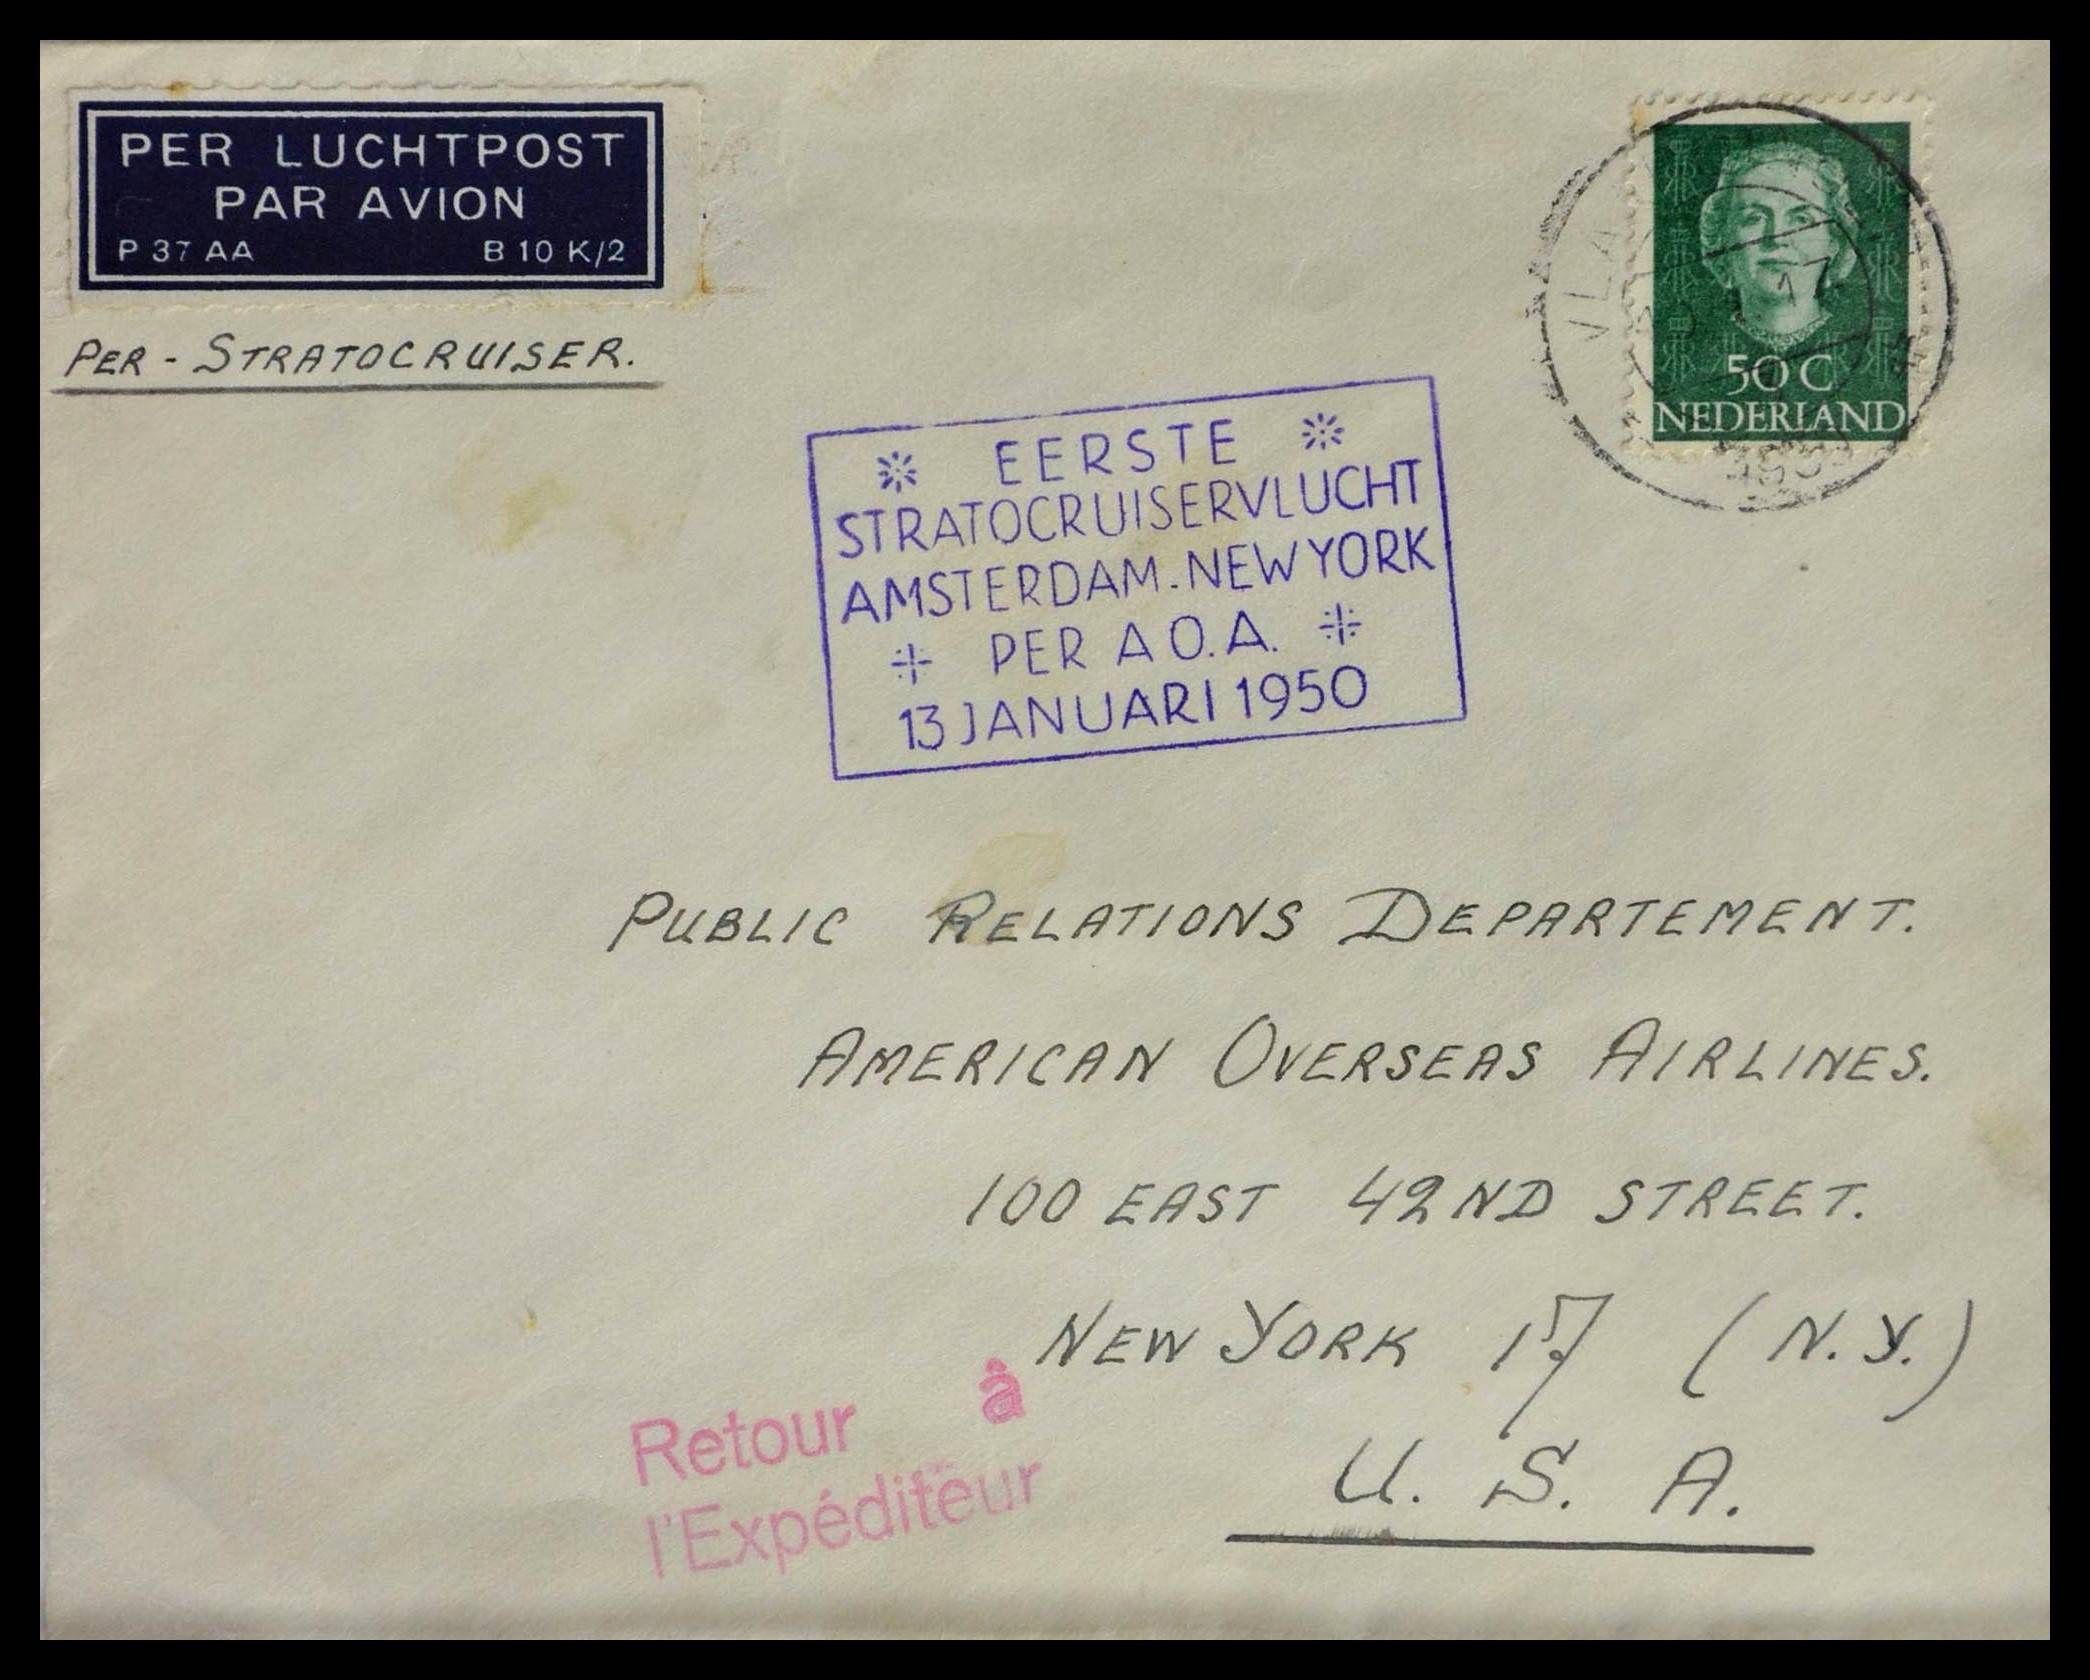 PER LUCHTPOST
PAR AVION
P 37 AA B 10 K/2
PER - STRATOCRUISER.
50 C
NEDERLAND
EERSTE
STRATOCRUISERVLUCHT
AMSTERDAM.NEW YORK
PER A O.A.
13 JANUARI 1950
PUBLIC RELATIONS DEPARTEMENT.
AMERICAN OVERSEAS AIRLINES.
100 EAST 42ND STREET.
NEW YORK 17 (N.Y.)
U. S. A.
Retour à
l'Expéditeur